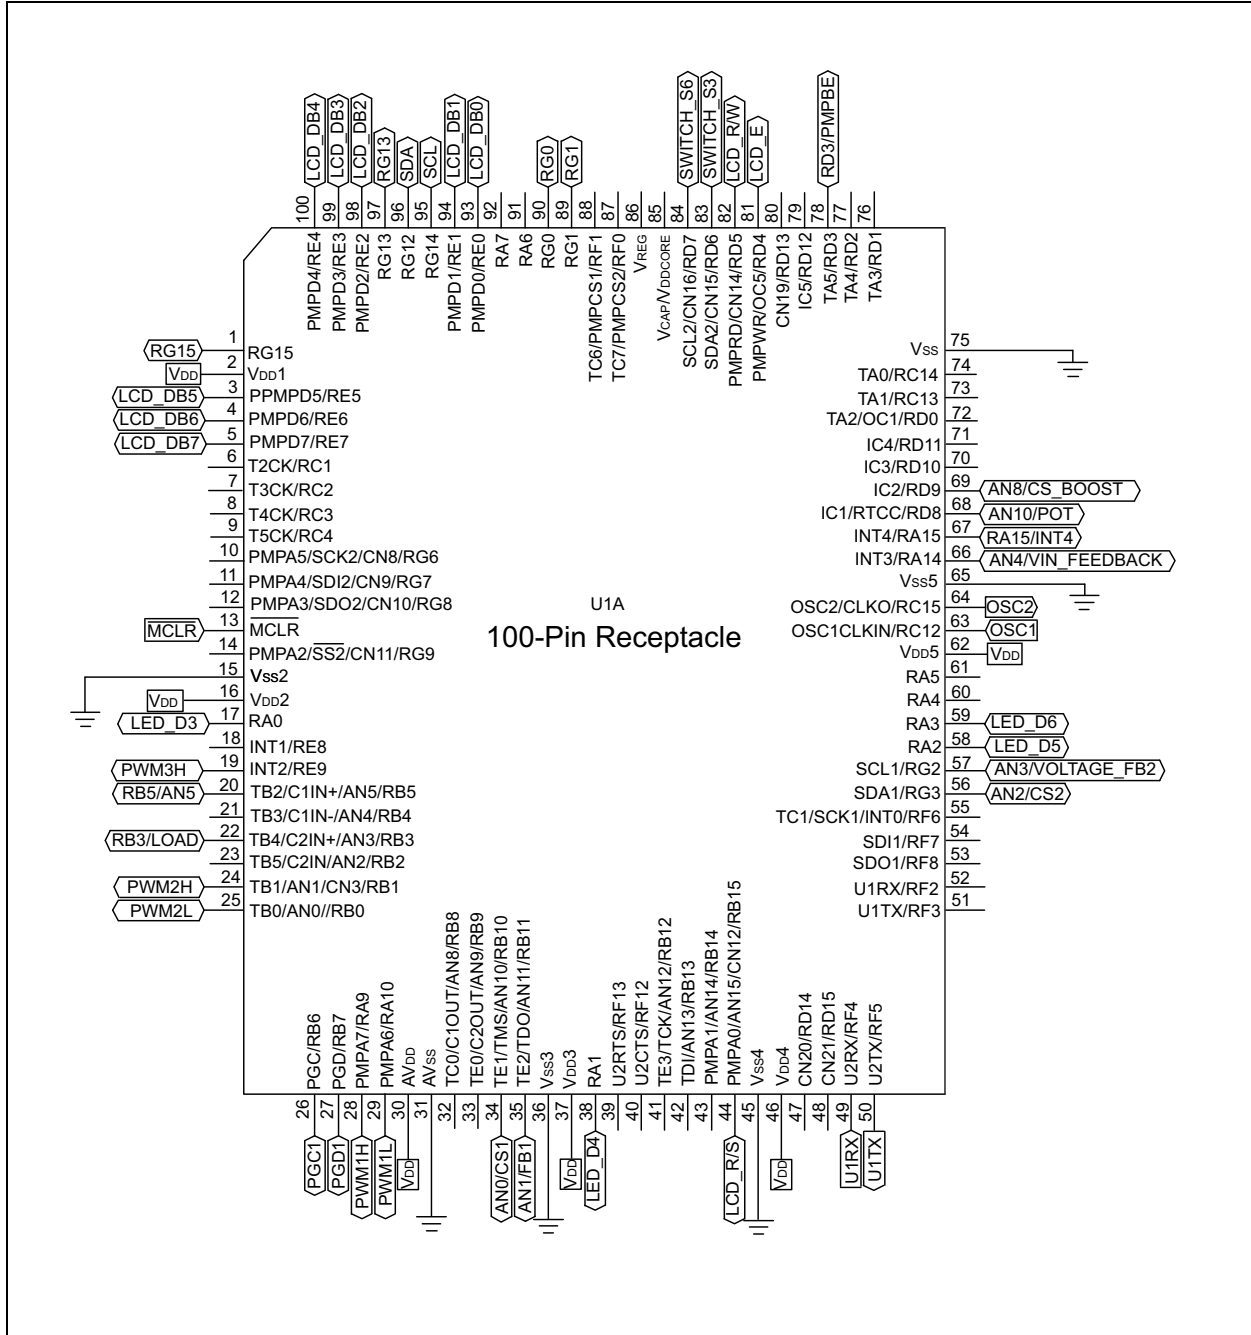 LCD_DB4
LCD_DB3
LCD_DB2
RG13
SDA
SCL
LCD_DB1
LCD_DB0
RG0
RG1
SWITCH_S6
SWITCH_S3
LCD_R/W
LCD_E
RD3/PMPBE
100
99
98
97
96
95
94
93
92
91
90
89
88
87
86
85
84
83
82
81
80
79
78
77
76
PMPD4/RE4
PMPD3/RE3
PMPD2/RE2
RG13
RG12
RG14
PMPD1/RE1
PMPD0/RE0
RA7
RA6
RG0
RG1
TC6/PMPCS1/RF1
TC7/PMPCS2/RF0
VREG
VCAP/VDDCORE
SCL2/CN16/RD7
SDA2/CN15/RD6
PMPRD/CN14/RD5
PMPWR/OC5/RD4
CN19/RD13
IC5/RD12
TA5/RD3
TA4/RD2
TA3/RD1
RG15 1 RG15
VDD 2 VDD1
LCD_DB5 3 PPMPD5/RE5
LCD_DB6 4 PMPD6/RE6
LCD_DB7 5 PMPD7/RE7
6 T2CK/RC1
7 T3CK/RC2
8 T4CK/RC3
9 T5CK/RC4
10 PMPA5/SCK2/CN8/RG6
11 PMPA4/SDI2/CN9/RG7
12 PMPA3/SDO2/CN10/RG8
MCLR 13 MCLR
14 PMPA2/SS2/CN11/RG9
15 Vss2
VDD 16 VDD2
LED_D3 17 RA0
18 INT1/RE8
PWM3H 19 INT2/RE9
RB5/AN5 20 TB2/C1IN+/AN5/RB5
21 TB3/C1IN-/AN4/RB4
RB3/LOAD 22 TB4/C2IN+/AN3/RB3
23 TB5/C2IN/AN2/RB2
PWM2H 24 TB1/AN1/CN3/RB1
PWM2L 25 TB0/AN0//RB0
U1A
100-Pin Receptacle
Vss 75
TA0/RC14 74
TA1/RC13 73
TA2/OC1/RD0 72
IC4/RD11 71
IC3/RD10 70
IC2/RD9 69 AN8/CS_BOOST
IC1/RTCC/RD8 68 AN10/POT
INT4/RA15 67 RA15/INT4
INT3/RA14 66 AN4/VIN_FEEDBACK
Vss5 65
OSC2/CLKO/RC15 64 OSC2
OSC1CLKIN/RC12 63 OSC1
VDD5 62 VDD
RA5 61
RA4 60
RA3 59 LED_D6
RA2 58 LED_D5
SCL1/RG2 57 AN3/VOLTAGE_FB2
SDA1/RG3 56 AN2/CS2
TC1/SCK1/INT0/RF6 55
SDI1/RF7 54
SDO1/RF8 53
U1RX/RF2 52
U1TX/RF3 51
PGC/RB6
PGD/RB7
PMPA7/RA9
PMPA6/RA10
AVDD
AVss
TC0/C1OUT/AN8/RB8
TE0/C2OUT/AN9/RB9
TE1/TMS/AN10/RB10
TE2/TDO/AN11/RB11
Vss3
VDD3
RA1
U2RTS/RF13
U2CTS/RF12
TE3/TCK/AN12/RB12
TDI/AN13/RB13
PMPA1/AN14/RB14
PMPA0/AN15/CN12/RB15
Vss4
VDD4
CN20/RD14
CN21/RD15
U2RX/RF4
U2TX/RF5
26
27
28
29
30
31
32
33
34
35
36
37
38
39
40
41
42
43
44
45
46
47
48
49
50
PGC1
PGD1
PWM1H
PWM1L
VDD
AN0/CS1
AN1/FB1
VDD
LED_D4
LCD_R/S
VDD
U1RX
U1TX